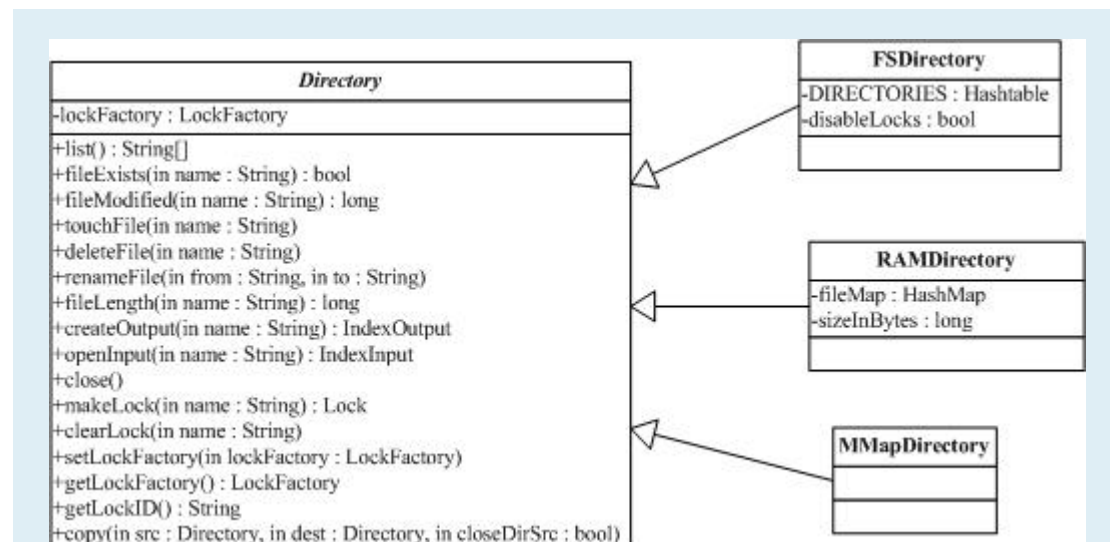 Directory
-lockFactory : LockFactory
+list() : String[]
+fileExists(in name : String) : bool
+fileModified(in name : String) : long
+touchFile(in name : String)
+deleteFile(in name : String)
+renameFile(in from : String, in to : String)
+fileLength(in name : String) : long
+createOutput(in name : String) : IndexOutput
+openInput(in name : String) : IndexInput
+close()
+makeLock(in name : String) : Lock
+clearLock(in name : String)
+setLockFactory(in lockFactory : LockFactory)
+getLockFactory() : LockFactory
+getLockID() : String
+copy(in src : Directory, in dest : Directory, in closeDirSrc : bool)
FSDirectory
-DIRECTORIES : Hashtable
-disableLocks : bool
RAMDirectory
-fileMap : HashMap
-sizeInBytes : long
MMapDirectory